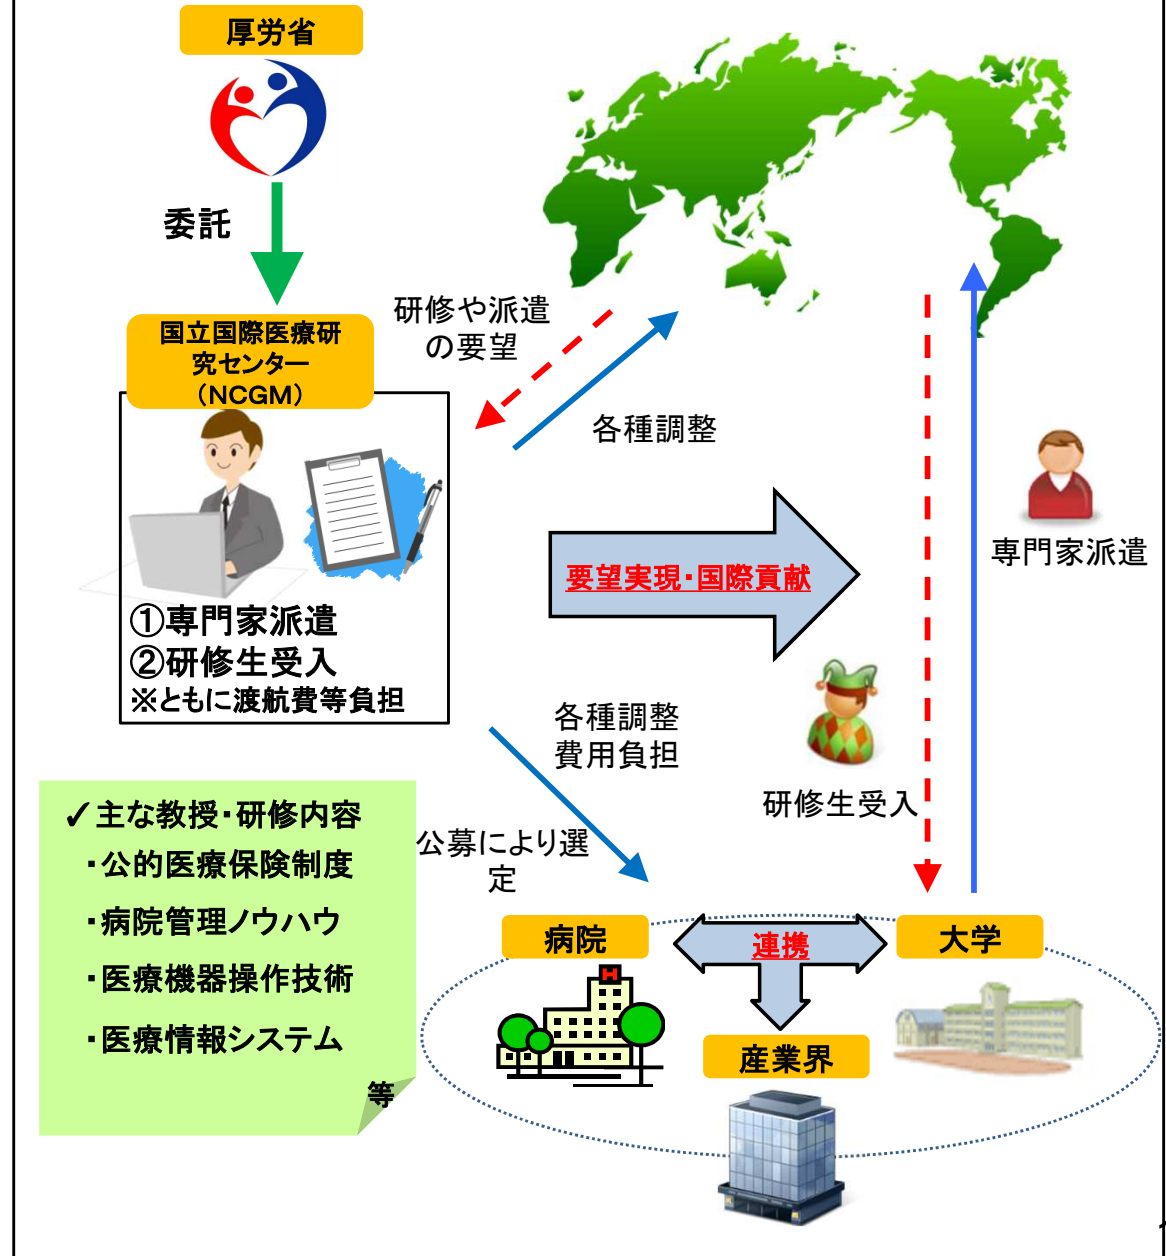 厚労省
委託
国立国際医療研
究センター
（NCGM）
①専門家派遣
②研修生受入
※ともに渡航費等負担
研修や派遣
の要望
各種調整
要望実現・国際貢献
専門家派遣
研修生受入
各種調整
費用負担
公募により選
定
✓主な教授・研修内容
・公的医療保険制度
・病院管理ノウハウ
・医療機器操作技術
・医療情報システム
等
病院
H
連携
大学
産業界